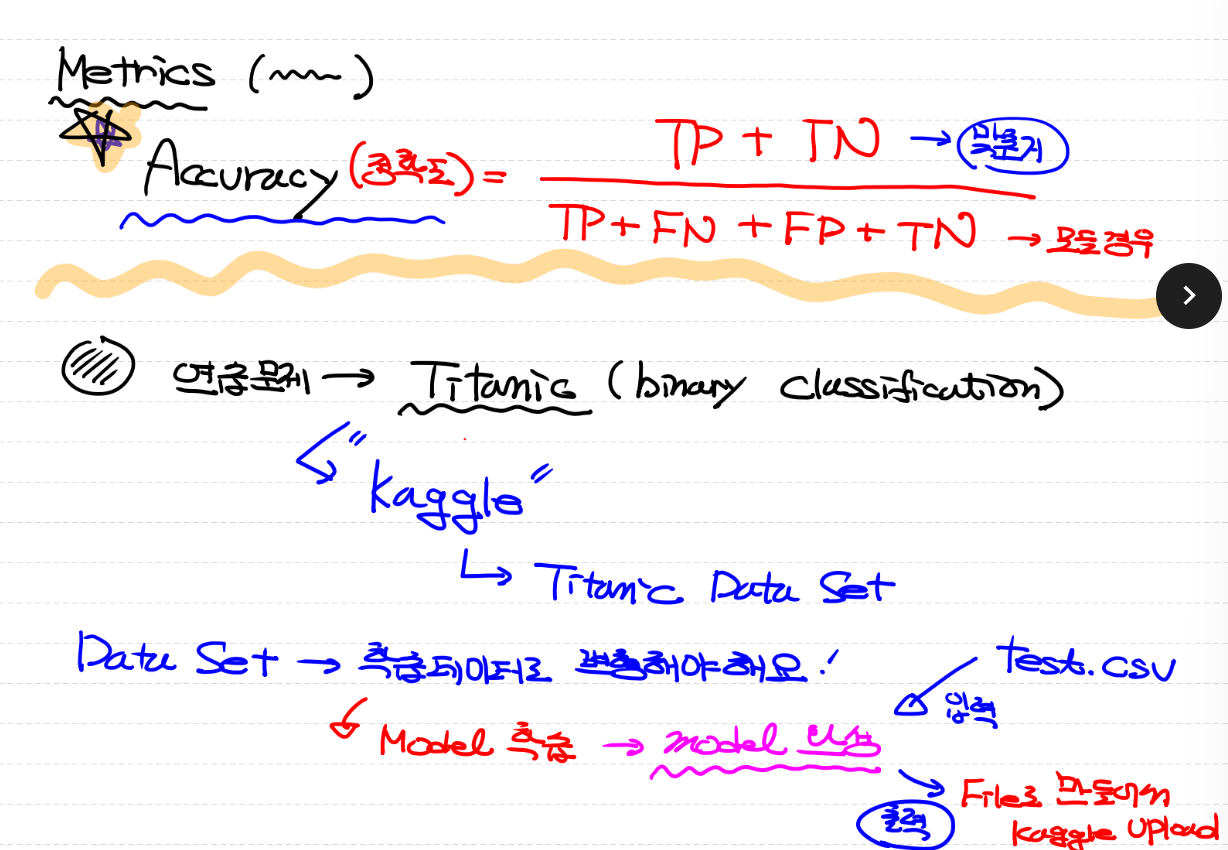 Metrics ( )
Accuracy (정확도) = TP + TN → 맞춘거
TP + FN + FP + TN → 모든 경우
연습문제 → Titanic (binary classification)
"Kaggle"
Titanic Data Set
Data Set → 학습데이터로 변형해야해요! test.csv
입력
Model 학습 → model 완성
출력 File로 만들어서
Kaggle Upload